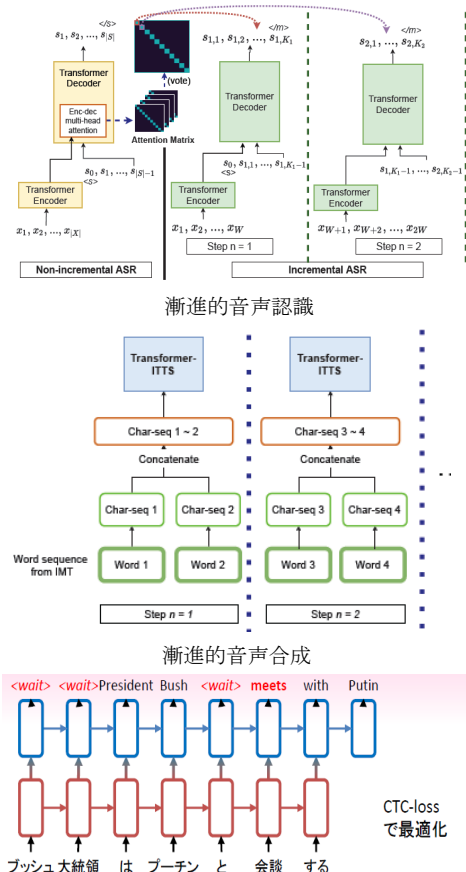 </s>
s1, s2, ..., s|S|
Transformer Decoder
Enc-dec multi-head attention
(vote)
Attention Matrix
s0, s1, ..., s|S|−1
<s>
Transformer Encoder
x1, x2, ..., x|X|
Non-incremental ASR
</m>
s1,1, s1,2, ..., s1,K1
Transformer Decoder
s0, s1,1, ..., s1,K1−1
<s>
Transformer Encoder
x1, x2, ..., xW
Step n = 1
</m>
s2,1, ..., s2,K2
Transformer Decoder
s1,K1−1, ..., s2,K2−1
Transformer Encoder
xW+1, xW+2, ..., x2W
Step n = 2
Incremental ASR
漸進的音声認識
Transformer-ITTS
Transformer-ITTS
Char-seq 1 ~ 2
Char-seq 3 ~ 4
Concatenate
Concatenate
...
Char-seq 1
Char-seq 2
Char-seq 3
Char-seq 4
Word sequence from IMT
Word 1
Word 2
Word 3
Word 4
Step n = 1
Step n = 2
漸進的音声合成
<wait> <wait> President Bush <wait> meets with Putin
CTC-loss
で最適化
ブッシュ 大統領 は プーチン と 会談 する